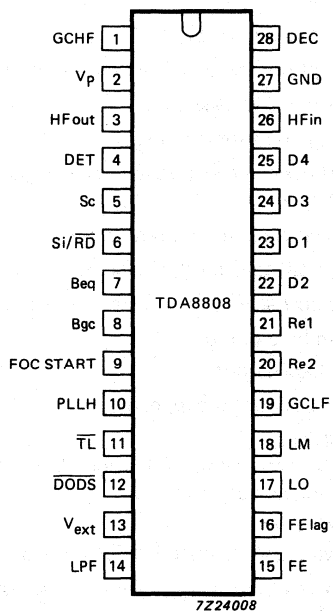 GCHF 1 28 DEC
Vp 2 27 GND
HFout 3 26 HFin
DET 4 25 D4
Sc 5 24 D3
Si/R̅D̅ 6 23 D1
Beq 7 22 D2
TDA8808
Bgc 8 21 Re1
FOC START 9 20 Re2
PLLH 10 19 GCLF
T̅L̅ 11 18 LM
D̅O̅D̅S̅ 12 17 LO
Vext 13 16 FElag
LPF 14 15 FE
7Z24008